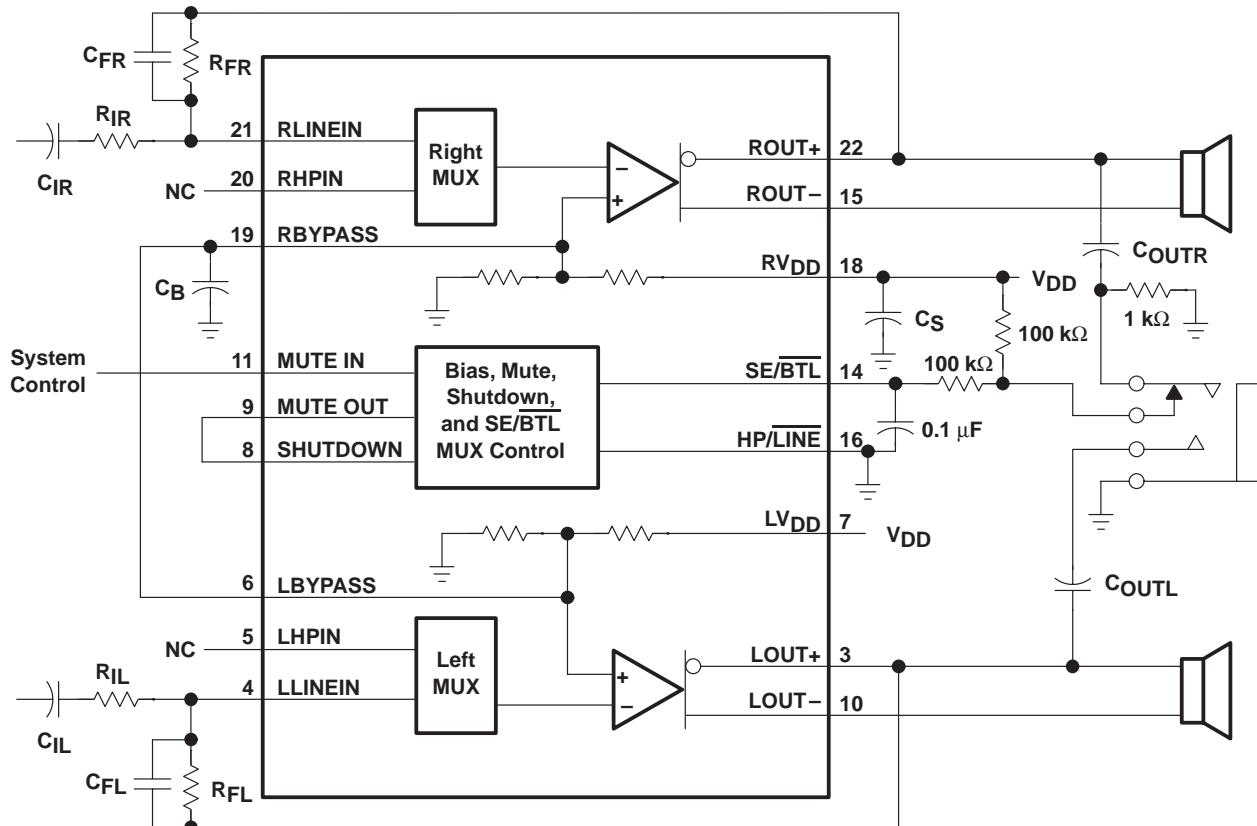 CFR
RFR
RIR
CIR
21 RLINEIN
NC 20 RHPIN
Right
MUX
−
+
ROUT+ 22
ROUT− 15
19 RBYPASS
CB
RVDD 18
VDD
COUTR
CS
1 kΩ
100 kΩ
100 kΩ
System
Control
11 MUTE IN
9 MUTE OUT
8 SHUTDOWN
Bias, Mute,
Shutdown,
and SE/BTL
MUX Control
SE/BTL 14
HP/LINE 16
0.1 μF
LVDD 7
VDD
6 LBYPASS
COUTL
NC 5 LHPIN
RIL
4 LLINEIN
CIL
Left
MUX
+
−
LOUT+ 3
LOUT− 10
CFL
RFL